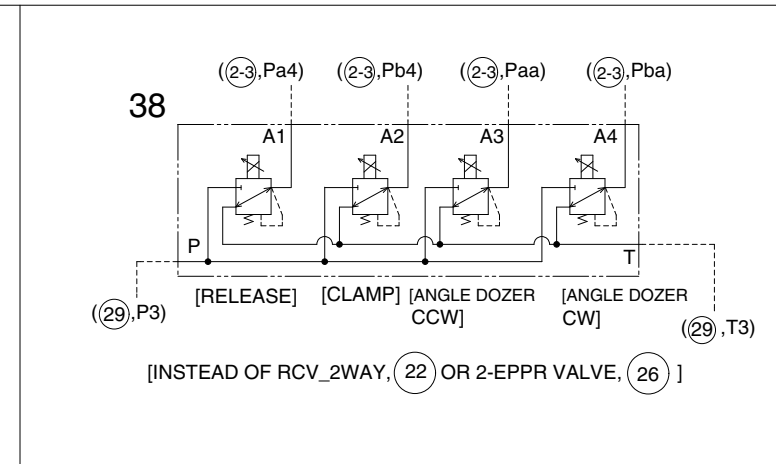 (2-3,Pa4) (2-3,Pb4) (2-3,Paa) (2-3,Pba)
38
A1 A2 A3 A4
P T
[RELEASE] [CLAMP] [ANGLE DOZER CCW] [ANGLE DOZER CW]
(29,P3) (29,T3)
[INSTEAD OF RCV_2WAY, 22 OR 2-EPPR VALVE, 26 ]